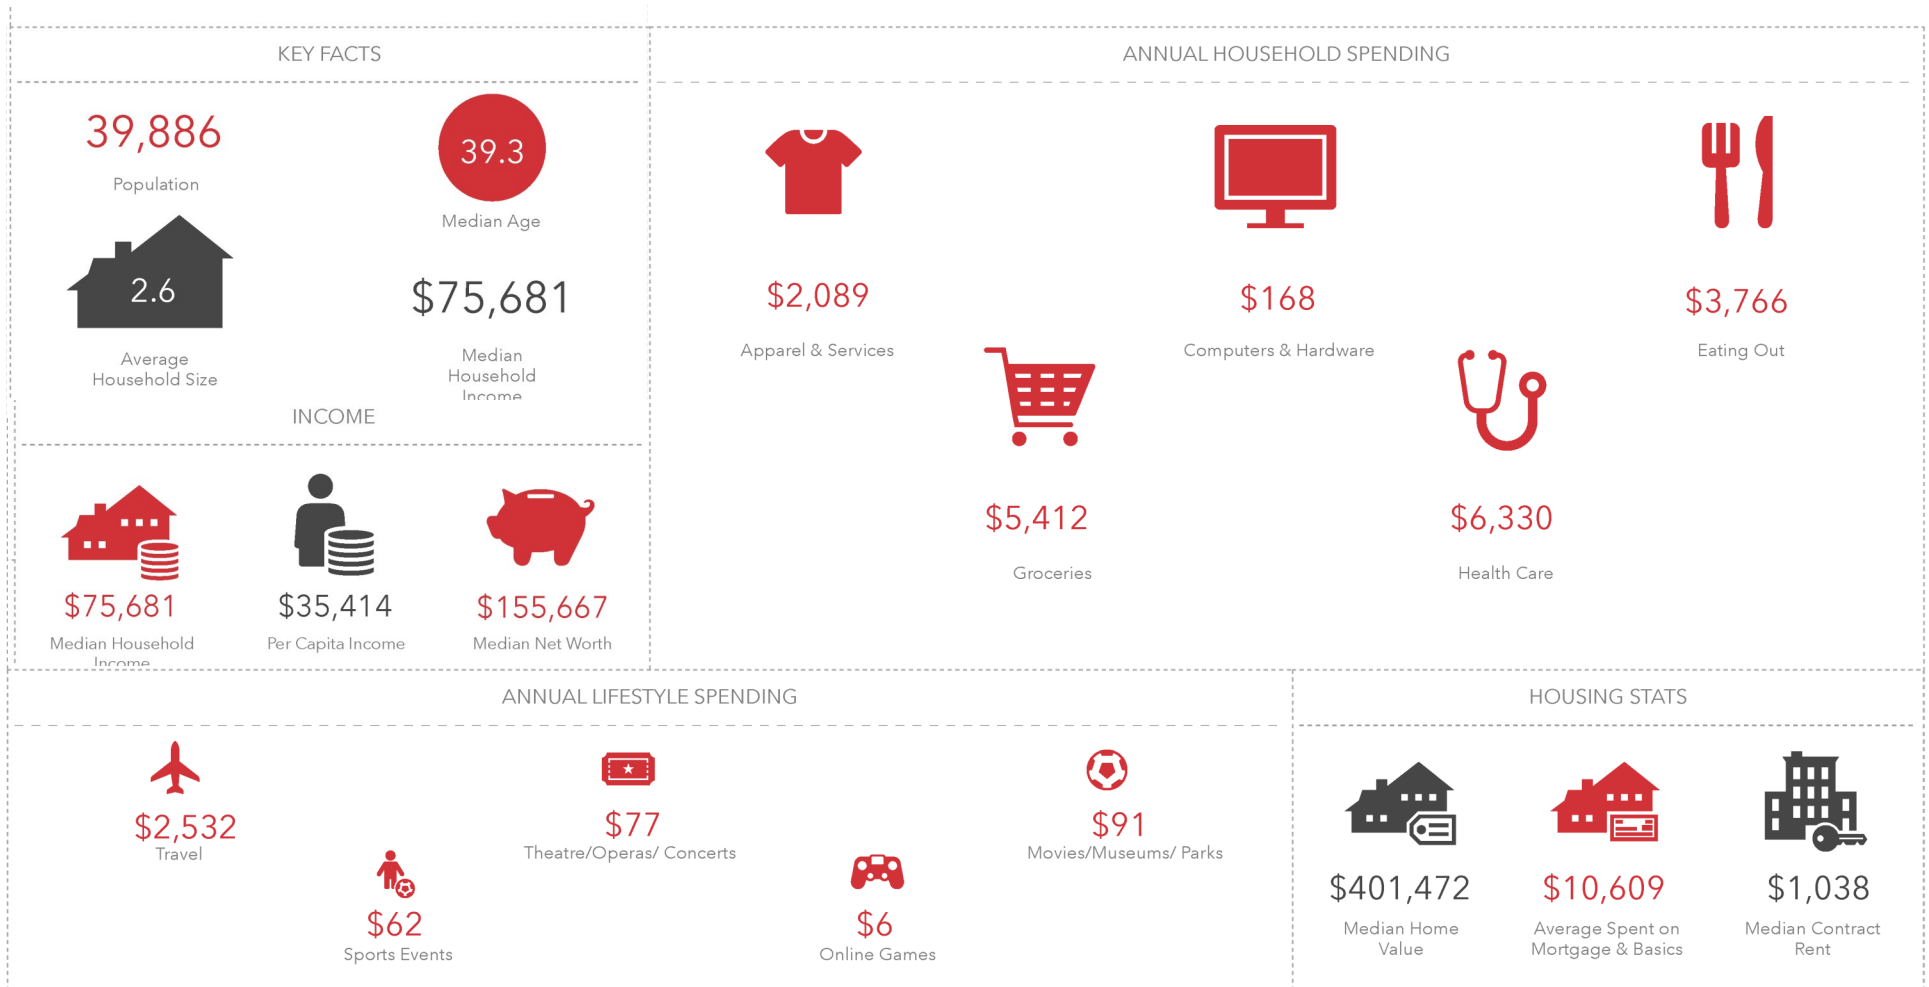 KEY FACTS
39,886
Population
39.3
Median Age
2.6
Average
Household Size
$75,681
Median
Household
Income
INCOME
$75,681
Median Household
Income
$35,414
Per Capita Income
$155,667
Median Net Worth
ANNUAL HOUSEHOLD SPENDING
$2,089
Apparel & Services
$168
Computers & Hardware
$3,766
Eating Out
$5,412
Groceries
$6,330
Health Care
ANNUAL LIFESTYLE SPENDING
$2,532
Travel
$77
Theatre/Operas/ Concerts
$91
Movies/Museums/ Parks
$62
Sports Events
$6
Online Games
HOUSING STATS
$401,472
Median Home
Value
$10,609
Average Spent on
Mortgage & Basics
$1,038
Median Contract
Rent